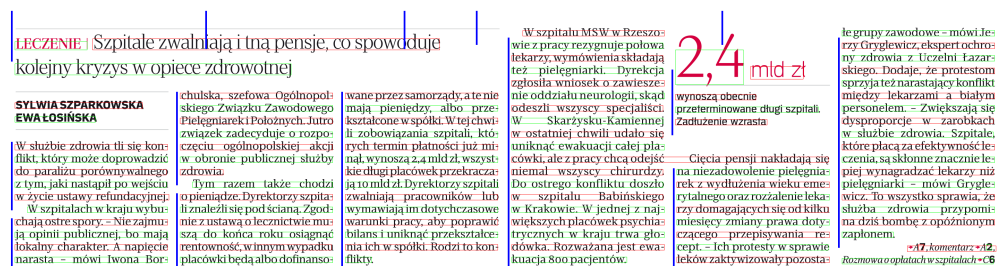 LECZENIE | Szpitale zwalniają i tną pensje, co spowoduje
kolejny kryzys w opiece zdrowotnej
SYLWIA SZPARKOWSKA
EWA ŁOSIŃSKA
W służbie zdrowia tli się kon-
flikt, który może doprowadzić
do paraliżu porównywalnego
z tym, jaki nastąpił po wejściu
w życie ustawy refundacyjnej.
W szpitalach w kraju wybu-
chają ostre spory. – Nie zajmu-
ją opinii publicznej, bo mają
lokalny charakter. A napięcie
narasta – mówi Iwona Bor-
chulska, szefowa Ogólnopol-
skiego Związku Zawodowego
Pielęgniarek i Położnych. Jutro
związek zadecyduje o rozpo-
częciu ogólnopolskiej akcji
w obronie publicznej służby
zdrowia.
Tym razem także chodzi
o pieniądze. Dyrektorzy szpita-
li znaleźli się pod ścianą. Zgod-
nie z ustawą o lecznictwie mu-
szą do końca roku osiągnąć
rentowność, w innym wypadku
placówki będą albo dofinanso-
wane przez samorządy, a te nie
mają pieniędzy, albo prze-
kształcone w spółki. W tej chwi-
li zobowiązania szpitali, któ-
rych termin płatności już mi-
nął, wynoszą 2,4 mld zł, wszyst-
kie długi placówek przekracza-
ją 10 mld zł. Dyrektorzy szpitali
zwalniają pracowników lub
wymawiają im dotychczasowe
warunki pracy, aby poprawić
bilans i uniknąć przekształce-
nia ich w spółki. Rodzi to kon-
flikty.
W szpitalu MSW w Rzeszo-
wie z pracy rezygnuje połowa
lekarzy, wymówienia składają
też pielęgniarki. Dyrekcja
zgłosiła wniosek o zawiesze-
nie oddziału neurologii, skąd
odeszli wszyscy specjaliści.
W Skarżysku-Kamiennej
w ostatniej chwili udało się
uniknąć ewakuacji całej pla-
cówki, ale z pracy chcą odejść
niemal wszyscy chirurdzy.
Do ostrego konfliktu doszło
w szpitalu Babińskiego
w Krakowie. W jednej z naj-
większych placówek psychia-
trycznych w kraju trwa gło-
dówka. Rozważana jest ewa-
kuacja 800 pacjentów.
2,4 mld zł
wynoszą obecnie
przeterminowane długi szpitali.
Zadłużenie wzrasta
Cięcia pensji nakładają się
na niezadowolenie pielęgnia-
rek z wydłużenia wieku eme-
rytalnego oraz rozżalenie leka-
rzy domagających się od kilku
miesięcy zmiany prawa doty-
czącego przepisywania re-
cept. – Ich protesty w sprawie
leków zaktywizowały pozosta-
łe grupy zawodowe – mówi Je-
rzy Gryglewicz, ekspert ochro-
ny zdrowia z Uczelni Łazar-
skiego. Dodaje, że protestom
sprzyja też narastający konflikt
między lekarzami a białym
personelem. – Zwiększają się
dysproporcje w zarobkach
w służbie zdrowia. Szpitale,
które płacą za efektywność le-
czenia, są skłonne znacznie le-
piej wynagradzać lekarzy niż
pielęgniarki – mówi Grygle-
wicz. To wszystko sprawia, że
służba zdrowia przypomi-
na dziś bombę z opóźnionym
zapłonem.
A7, komentarz A2,
Rozmowa o opłatach w szpitalach C6